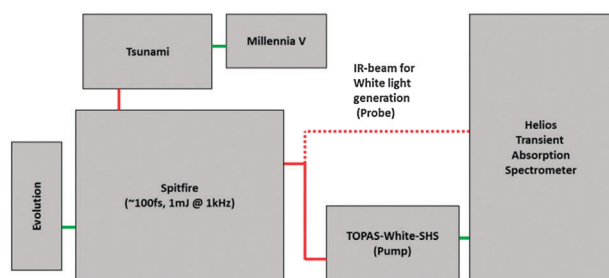 Tsunami
Millennia V
IR-beam for
White light
generation
(Probe)
Helios
Transient
Absorption
Spectrometer
Evolution
Spitfire
(~100fs, 1mJ @ 1kHz)
TOPAS-White-SHS
(Pump)